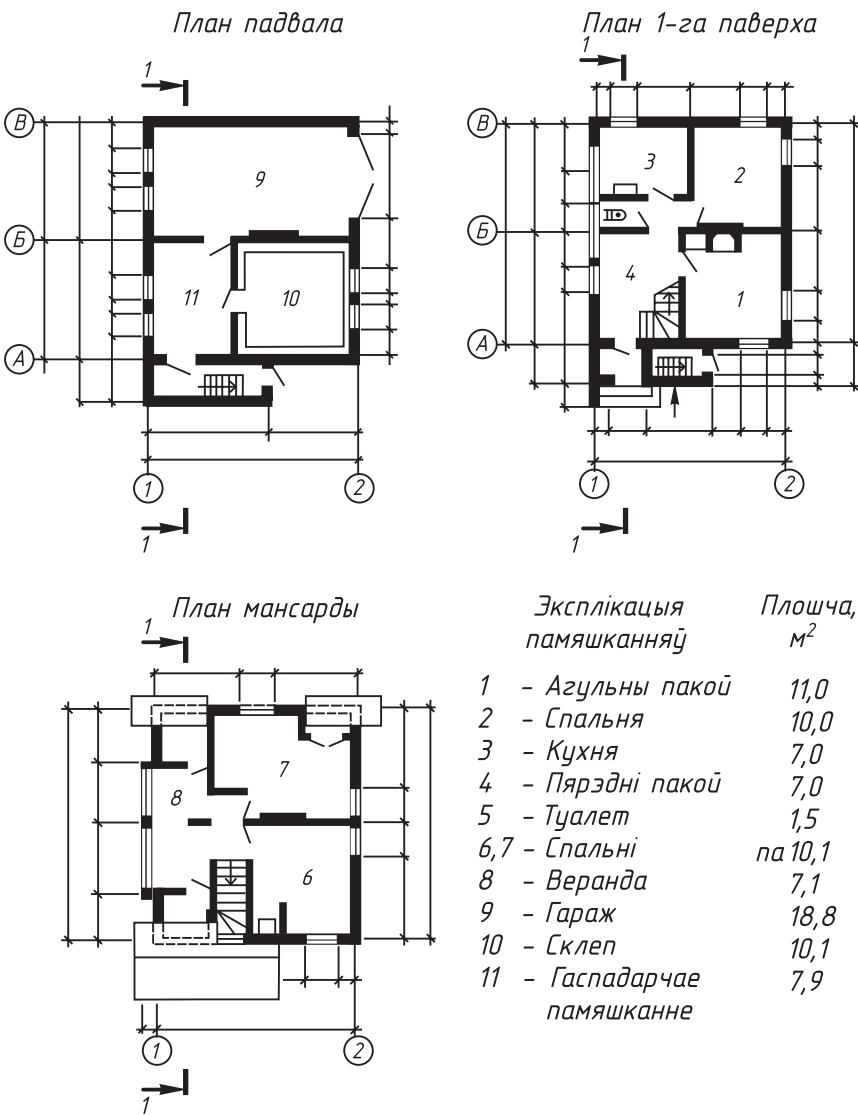 План падвала
План 1-га паверха
1
1
В
9
Б
11
10
А
1
2
1
В
3
2
Б
4
1
А
1
2
1
План мансарды
1
7
8
6
1
2
1
Эксплікацыя памяшканняў
Плошча, м²
1 – Агульны пакой 11,0
2 – Спальня 10,0
3 – Кухня 7,0
4 – Пярэдні пакой 7,0
5 – Туалет 1,5
6,7 – Спальні па 10,1
8 – Веранда 7,1
9 – Гараж 18,8
10 – Склеп 10,1
11 – Гаспадарчае 7,9
памяшканне